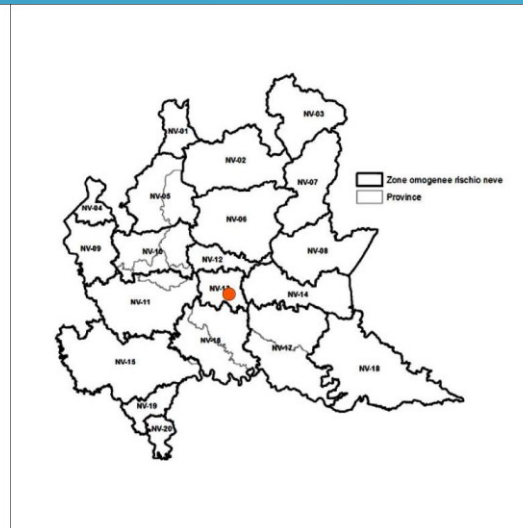 NV-03
NV-01
NV-02
NV-07
Zone omogenee rischio neve
Province
NV-05
NV-04
NV-06
NV-09
NV-10
NV-08
NV-12
NV-11
NV-14
NV-16
NV-17
NV-15
NV-18
NV-19
NV-20